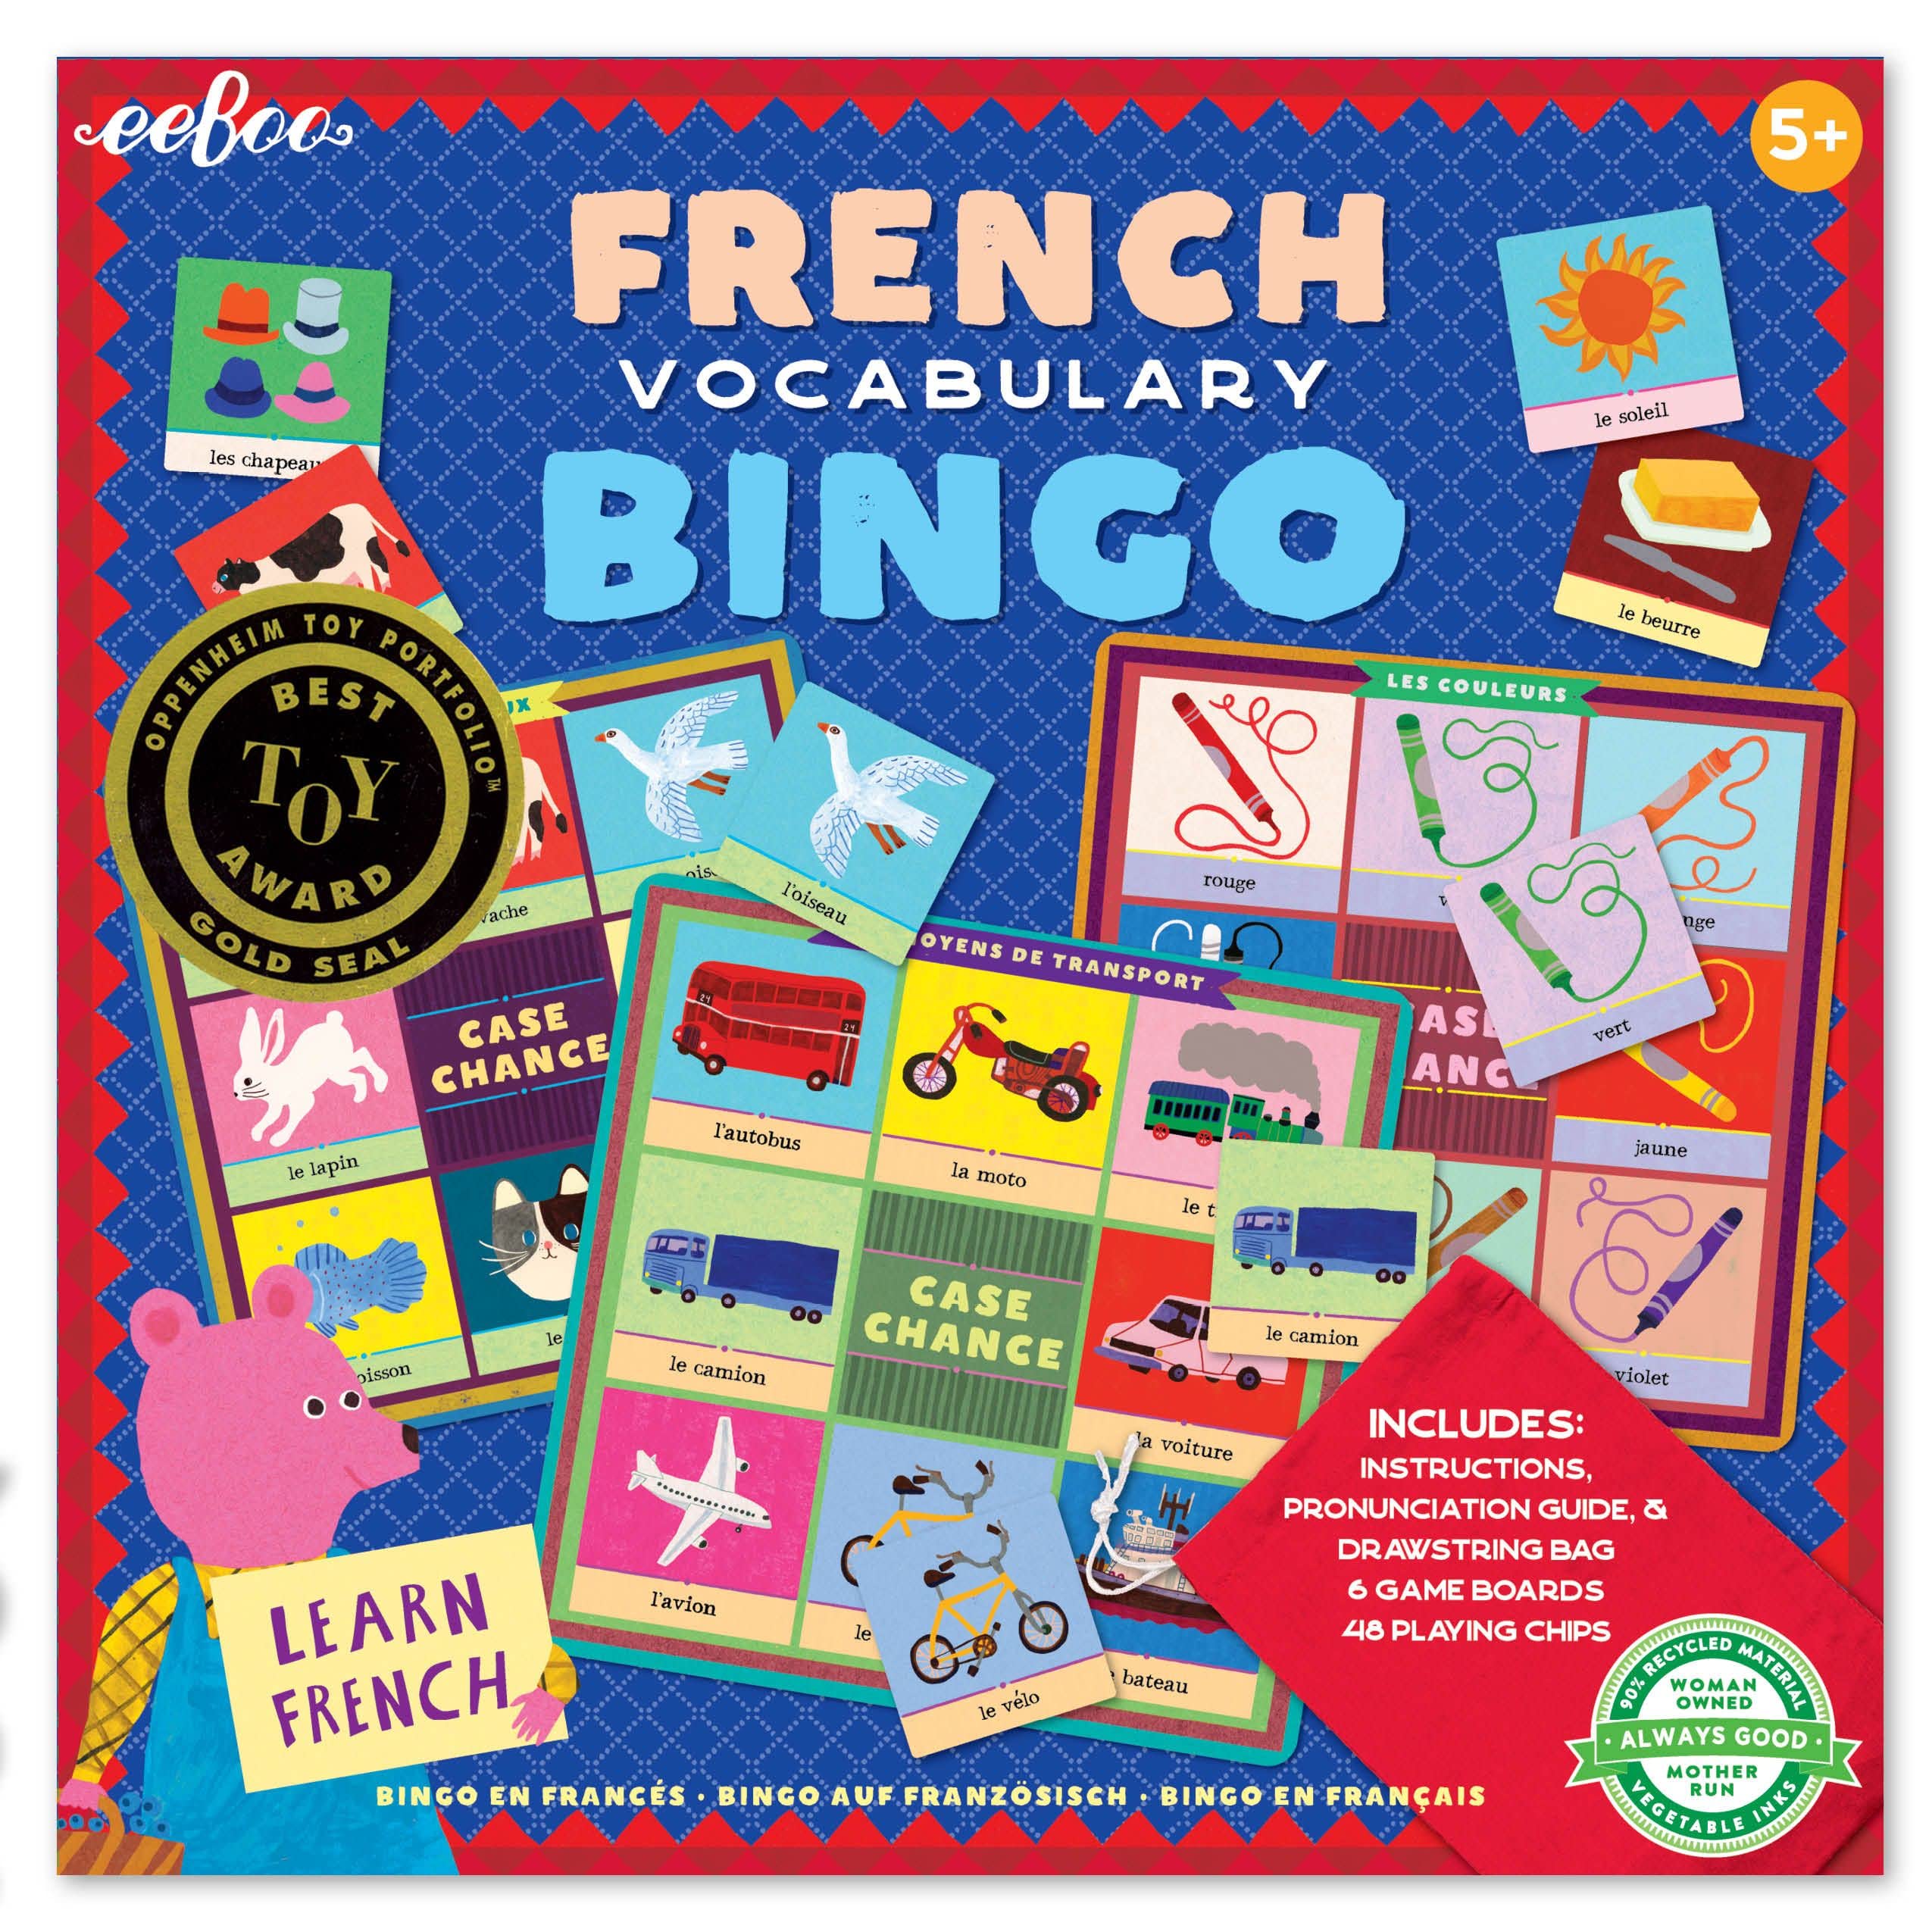 eeboo
5+
FRENCH
VOCABULARY
BINGO
les
le soleil
le beurre
OPPENHEIM TOY PORTFOLIO™
BEST
TOY
AWARD
GOLD SEAL
vache
l'oiseau
LES COULEURS
rouge
vert
jaune
violet
CASE
CHANCE
le lapin
le
DE TRANSPORT
l'autobus
la moto
le
le camion
CASE
CHANCE
le camion
la voiture
l'avion
le
le vélo
bateau
LEARN
FRENCH
INCLUDES:
INSTRUCTIONS,
PRONUNCIATION GUIDE, &
DRAWSTRING BAG
6 GAME BOARDS
48 PLAYING CHIPS
90% RECYCLED MATERIAL
WOMAN
OWNED
• ALWAYS GOOD •
MOTHER
RUN
VEGETABLE INKS
BINGO EN FRANCÉS • BINGO AUF FRANZÖSISCH • BINGO EN FRANÇAIS